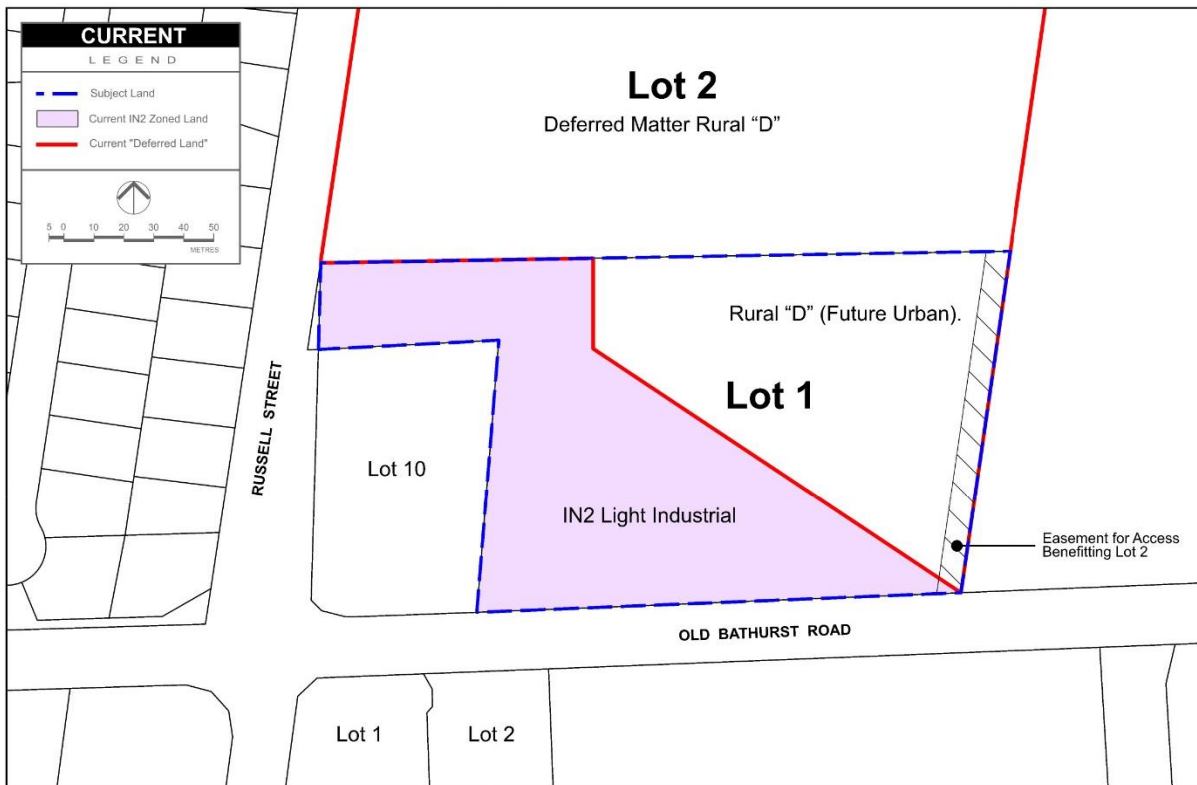 CURRENT
LEGEND
Subject Land
Current IN2 Zoned Land
Current "Deferred Land"
5 0 10 20 30 40 50
METRES
Lot 2
Deferred Matter Rural “D”
Rural “D” (Future Urban).
Lot 1
RUSSELL STREET
Lot 10
IN2 Light Industrial
Easement for Access
Benefitting Lot 2
OLD BATHURST ROAD
Lot 1
Lot 2